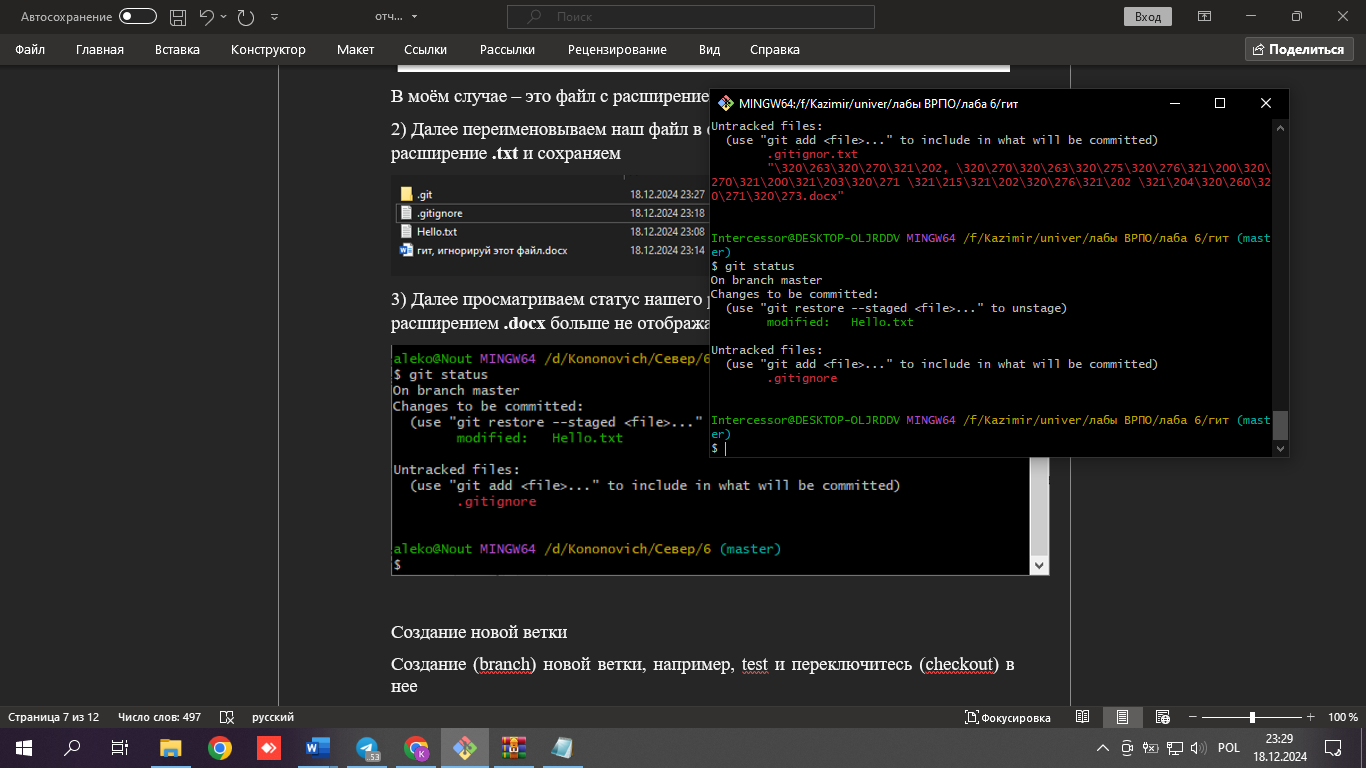 Автосохранение
отч...
Поиск
Вход
Файл Главная Вставка Конструктор Макет Ссылки Рассылки Рецензирование Вид Справка Поделиться
В моём случае – это файл с расширение
2) Далее переименовываем наш файл в
расширение .txt и сохраняем
.git 18.12.2024 23:27
.gitignore 18.12.2024 23:18
Hello.txt 18.12.2024 23:08
гит, игнорируй этот файл.docx 18.12.2024 23:14
3) Далее просматриваем статус нашего
расширением .docx больше не отобража
aleko@Nout MINGW64 /d/Kononovich/Север/6
$ git status
On branch master
Changes to be committed:
(use "git restore --staged <file>..."
modified: Hello.txt
Untracked files:
(use "git add <file>..." to include in what will be committed)
.gitignore
aleko@Nout MINGW64 /d/Kononovich/Север/6 (master)
$
Создание новой ветки
Создание (branch) новой ветки, например, test и переключитесь (checkout) в
нее
MINGW64:/f/Kazimir/univer/лабы ВРПО/лаба 6/гит
Untracked files:
(use "git add <file>..." to include in what will be committed)
.gitignor.txt
"\320\263\320\270\321\202, \320\270\320\263\320\275\320\276\321\200\320\
270\321\200\321\203\320\271 \321\215\321\202\320\276\321\202 \321\204\320\260\32
0\271\320\273.docx"
Intercessor@DESKTOP-OLJRDDV MINGW64 /f/Kazimir/univer/лабы ВРПО/лаба 6/гит (mast
er)
$ git status
On branch master
Changes to be committed:
(use "git restore --staged <file>..." to unstage)
modified: Hello.txt
Untracked files:
(use "git add <file>..." to include in what will be committed)
.gitignore
Intercessor@DESKTOP-OLJRDDV MINGW64 /f/Kazimir/univer/лабы ВРПО/лаба 6/гит (mast
er)
$
Страница 7 из 12 Число слов: 497 русский Фокусировка 100 %
53
K
POL
23:29
18.12.2024